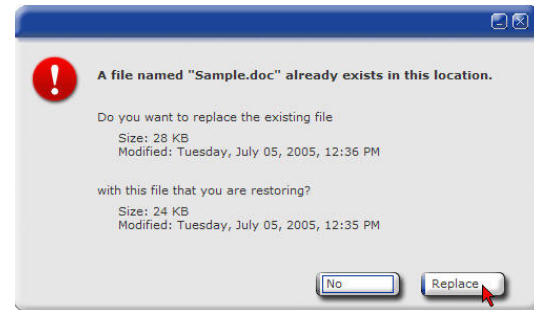 A file named "Sample.doc" already exists in this location.
Do you want to replace the existing file
Size: 28 KB
Modified: Tuesday, July 05, 2005, 12:36 PM
with this file that you are restoring?
Size: 24 KB
Modified: Tuesday, July 05, 2005, 12:35 PM
No Replace